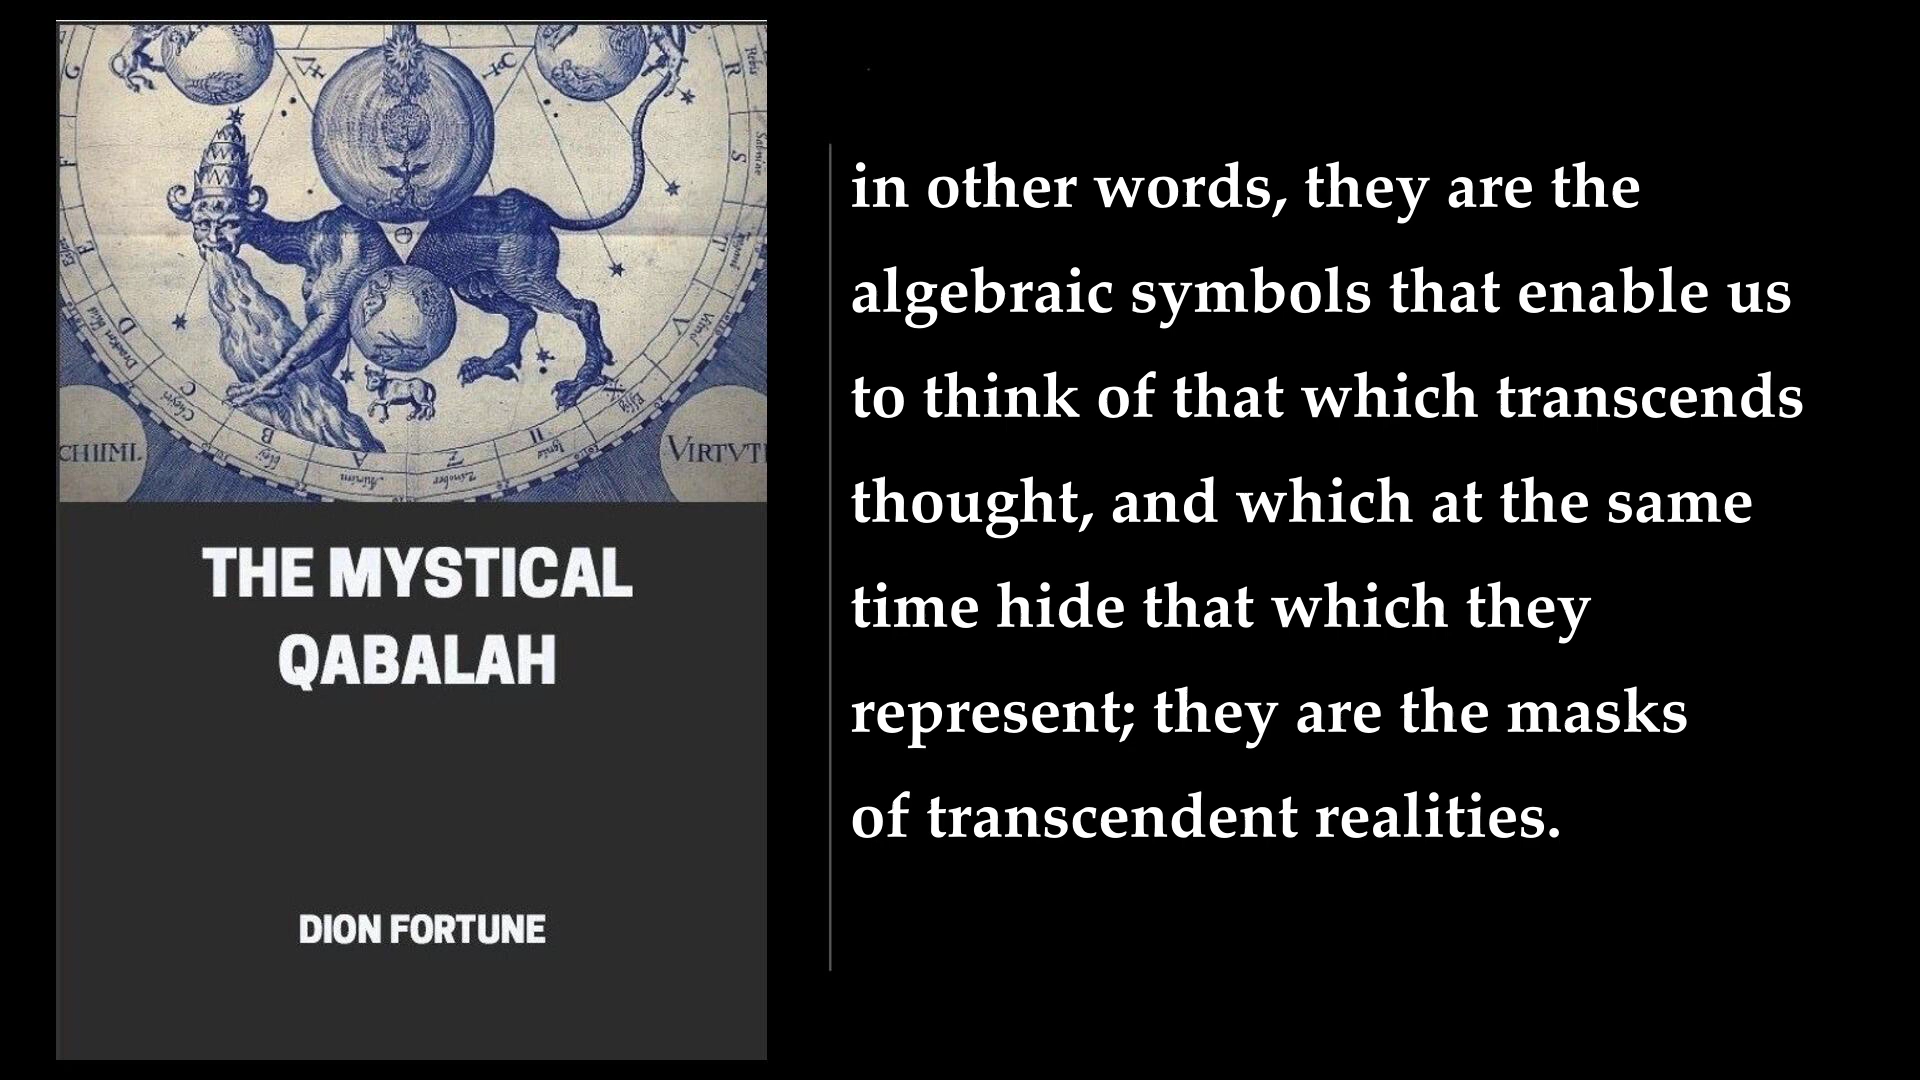 CHIIMI.
VIRTVTI
THE MYSTICAL
QABALAH
DION FORTUNE
in other words, they are the
algebraic symbols that enable us
to think of that which transcends
thought, and which at the same
time hide that which they
represent; they are the masks
of transcendent realities.